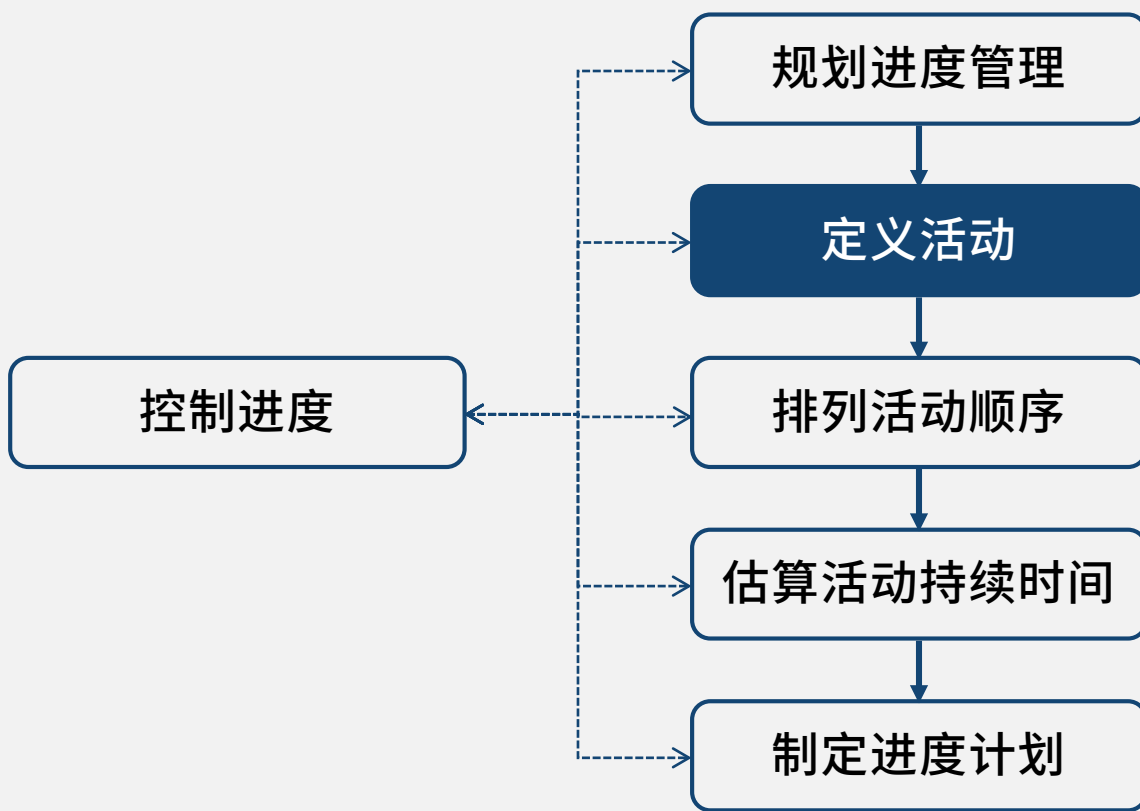 规划进度管理
定义活动
控制进度
排列活动顺序
估算活动持续时间
制定进度计划